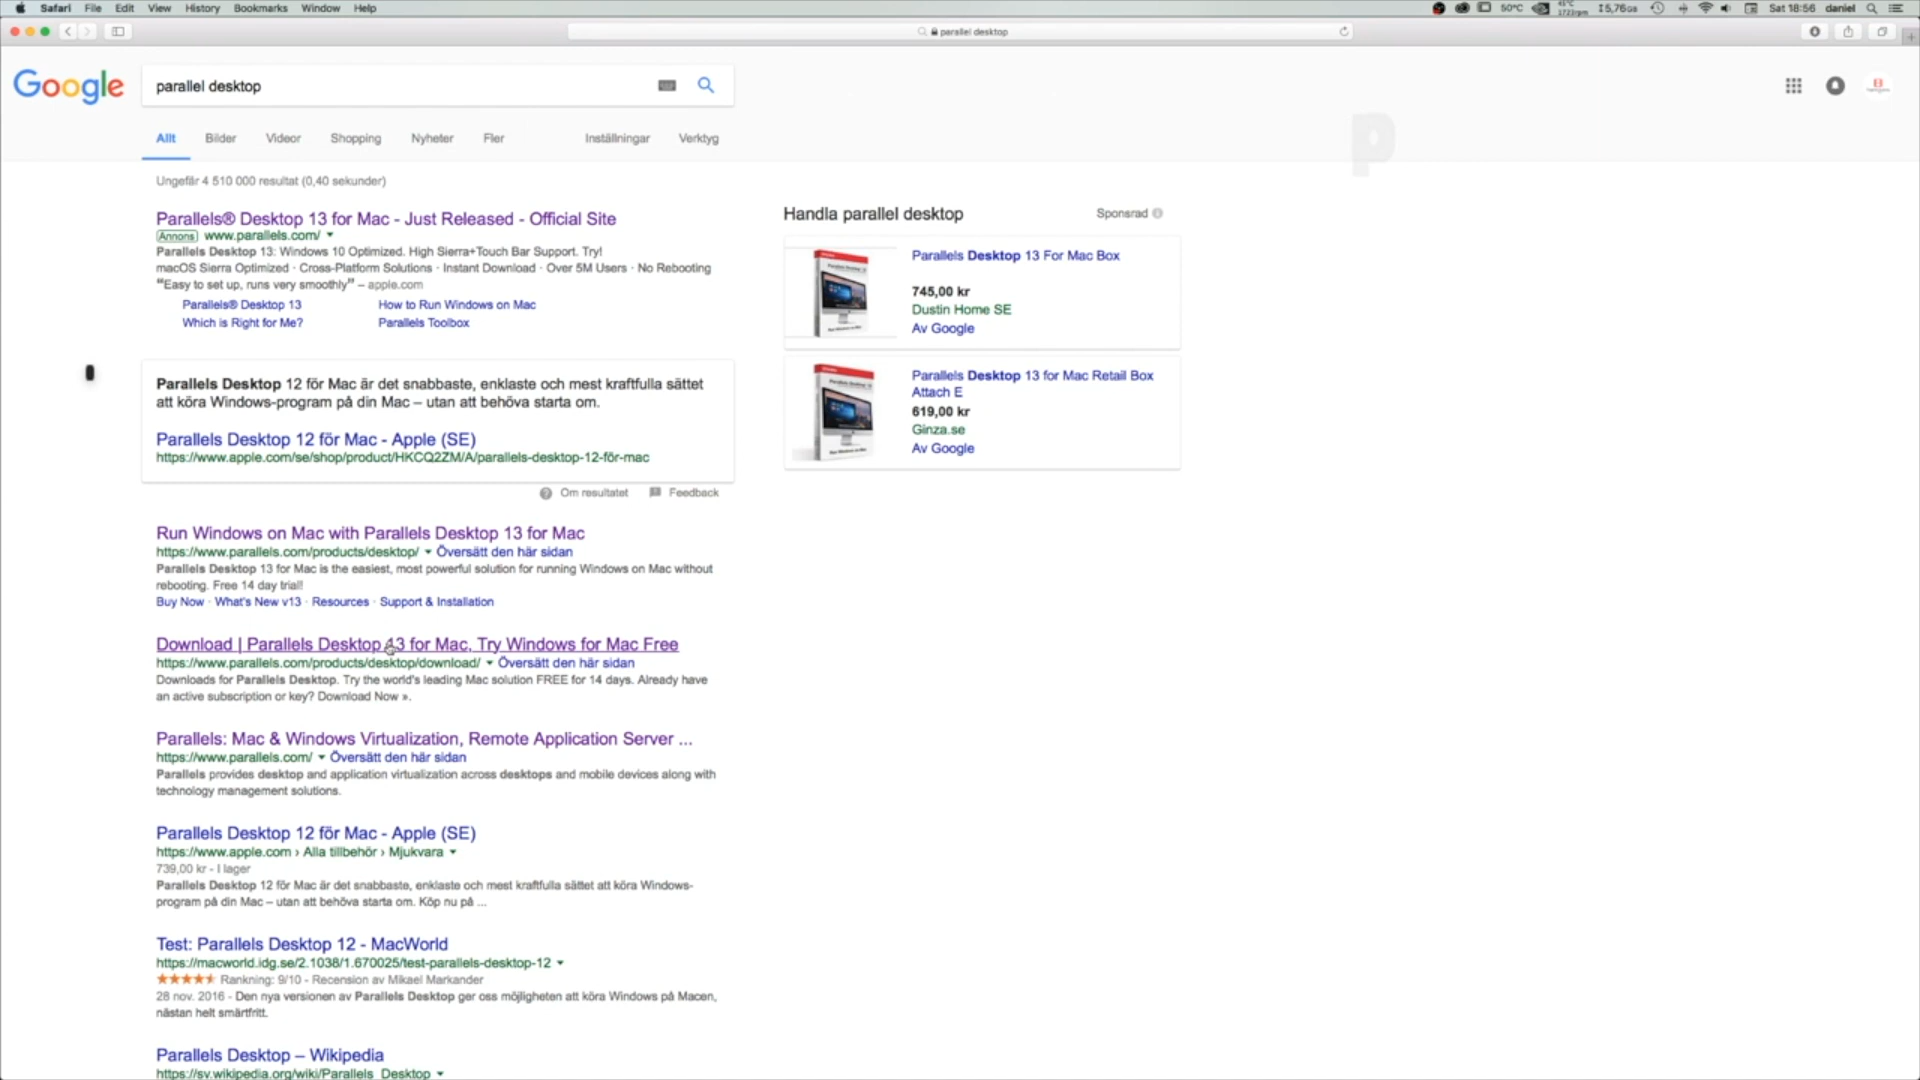 Safari File Edit View History Bookmarks Window Help
50°C
Sat 18:56 daniel
parallel desktop
Google
parallel desktop
Allt Bilder Videor Shopping Nyheter Fler Inställningar Verktyg
P
Ungefär 4 510 000 resultat (0,40 sekunder)
Parallels® Desktop 13 for Mac - Just Released - Official Site
Annons www.parallels.com/
Parallels Desktop 13: Windows 10 Optimized. High Sierra+Touch Bar Support. Try!
macOS Sierra Optimized · Cross-Platform Solutions · Instant Download · Over 5M Users · No Rebooting
“Easy to set up, runs very smoothly” – apple.com
Parallels® Desktop 13 How to Run Windows on Mac
Which is Right for Me? Parallels Toolbox
Parallels Desktop 12 för Mac är det snabbaste, enklaste och mest kraftfulla sättet
att köra Windows-program på din Mac – utan att behöva starta om.
Parallels Desktop 12 för Mac - Apple (SE)
https://www.apple.com/se/shop/product/HKCQ2ZM/A/parallels-desktop-12-för-mac
Om resultatet Feedback
Run Windows on Mac with Parallels Desktop 13 for Mac
https://www.parallels.com/products/desktop/ Översätt den här sidan
Parallels Desktop 13 for Mac is the easiest, most powerful solution for running Windows on Mac without
rebooting. Free 14 day trial!
Buy Now · What's New v13 · Resources · Support & Installation
Download | Parallels Desktop 13 for Mac, Try Windows for Mac Free
https://www.parallels.com/products/desktop/download/ Översätt den här sidan
Downloads for Parallels Desktop. Try the world's leading Mac solution FREE for 14 days. Already have
an active subscription or key? Download Now ».
Parallels: Mac & Windows Virtualization, Remote Application Server ...
https://www.parallels.com/ Översätt den här sidan
Parallels provides desktop and application virtualization across desktops and mobile devices along with
technology management solutions.
Parallels Desktop 12 för Mac - Apple (SE)
https://www.apple.com › Alla tillbehör › Mjukvara
739,00 kr - I lager
Parallels Desktop 12 för Mac är det snabbaste, enklaste och mest kraftfulla sättet att köra Windows-
program på din Mac – utan att behöva starta om. Köp nu på ...
Test: Parallels Desktop 12 - MacWorld
https://macworld.idg.se/2.1038/1.670025/test-parallels-desktop-12
Rankning: 9/10 - Recension av Mikael Markander
28 nov. 2016 - Den nya versionen av Parallels Desktop ger oss möjligheten att köra Windows på Macen,
nästan helt smärtfritt.
Parallels Desktop – Wikipedia
https://sv.wikipedia.org/wiki/Parallels_Desktop
Handla parallel desktop Sponsrad
Parallels Desktop 13 For Mac Box
745,00 kr
Dustin Home SE
Av Google
Parallels Desktop 13 for Mac Retail Box
Attach E
619,00 kr
Ginza.se
Av Google